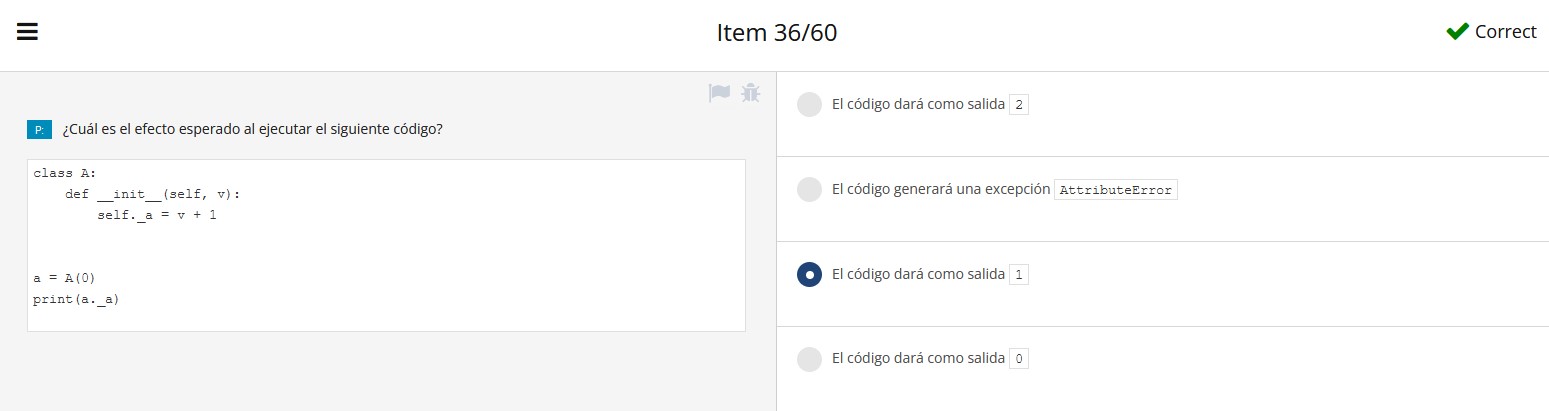 Item 36/60
Correct
P: ¿Cuál es el efecto esperado al ejecutar el siguiente código?
class A:
    def __init__(self, v):
        self._a = v + 1
a = A(0)
print(a._a)
El código dará como salida 2
El código generará una excepción AttributeError
El código dará como salida 1
El código dará como salida 0